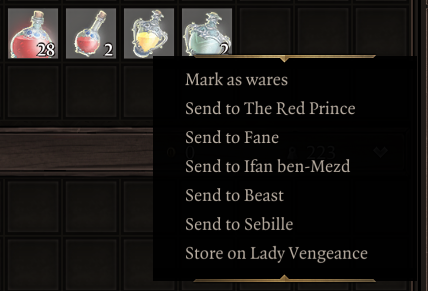 28
2
2
Mark as wares
Send to The Red Prince
Send to Fane
Send to Ifan ben-Mezd
Send to Beast
Send to Sebille
Store on Lady Vengeance